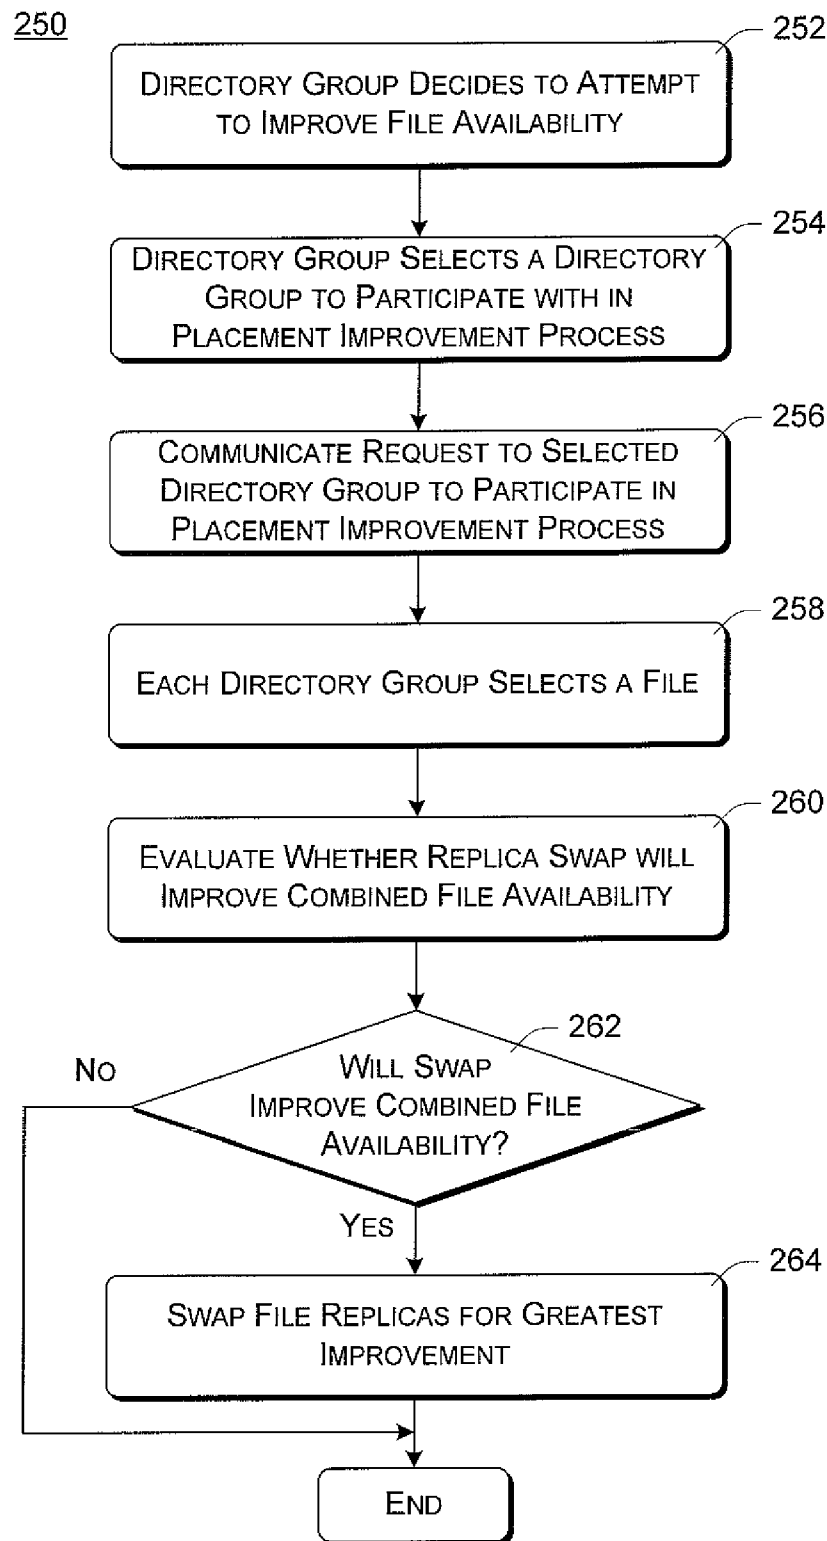 250
252
DIRECTORY GROUP DECIDES TO ATTEMPT
TO IMPROVE FILE AVAILABILITY
254
DIRECTORY GROUP SELECTS A DIRECTORY
GROUP TO PARTICIPATE WITH IN
PLACEMENT IMPROVEMENT PROCESS
256
COMMUNICATE REQUEST TO SELECTED
DIRECTORY GROUP TO PARTICIPATE IN
PLACEMENT IMPROVEMENT PROCESS
258
EACH DIRECTORY GROUP SELECTS A FILE
260
EVALUATE WHETHER REPLICA SWAP WILL
IMPROVE COMBINED FILE AVAILABILITY
262
NO
WILL SWAP
IMPROVE COMBINED FILE
AVAILABILITY?
YES
264
SWAP FILE REPLICAS FOR GREATEST
IMPROVEMENT
END